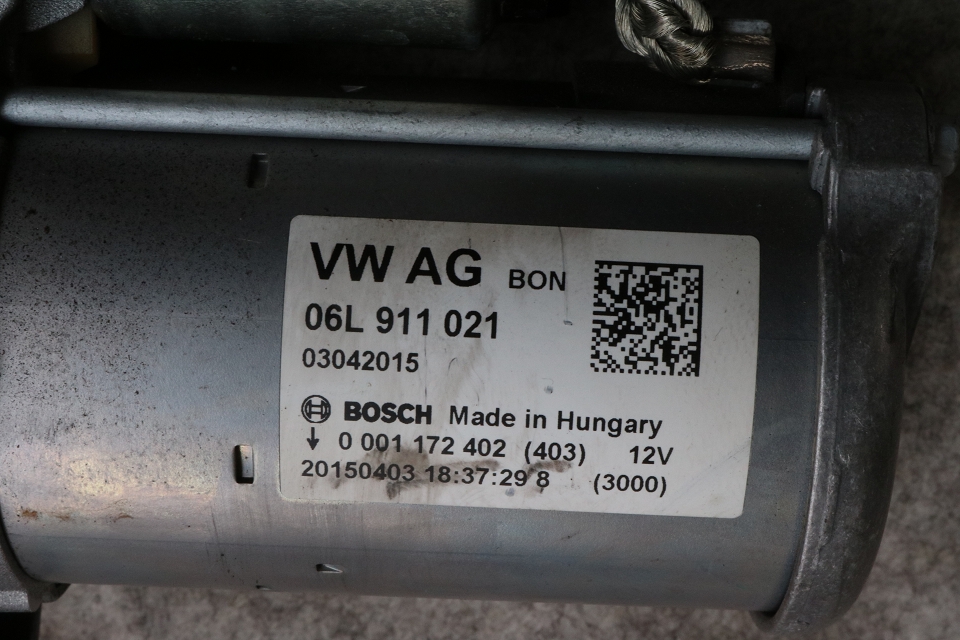 VW AG BON
06L 911 021
03042015
BOSCH Made in Hungary
↓ 0 001 172 402 (403) 12V
20150403 18:37:29 8 (3000)